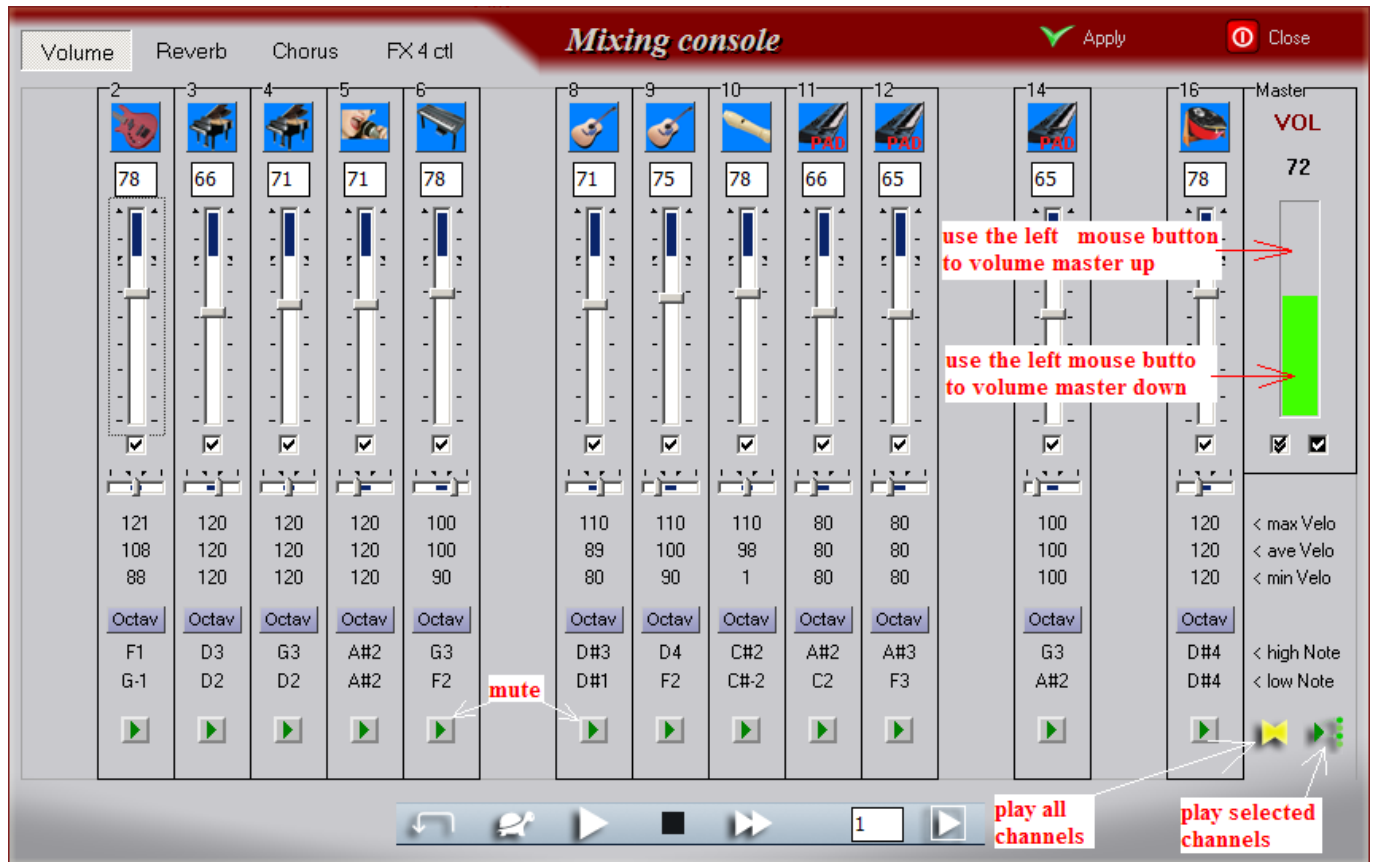 Volume Reverb Chorus FX 4 ctl Mixing console Apply Close
2 3 4 5 6 8 9 10 11 12 14 16 Master
PAD PAD PAD VOL
78 66 71 71 78 71 75 78 66 65 65 78 72
use the left mouse button
to volume master up
use the left mouse butto
to volume master down
121 120 120 120 100 110 110 110 80 80 100 120 < max Velo
108 120 120 120 100 89 100 98 80 80 100 120 < ave Velo
88 120 120 120 90 80 90 1 80 80 100 120 < min Velo
Octav Octav Octav Octav Octav Octav Octav Octav Octav Octav Octav Octav
F1 D3 G3 A#2 G3 D#3 D4 C#2 A#2 A#3 G3 D#4 < high Note
G-1 D2 D2 A#2 F2 D#1 F2 C#-2 C2 F3 A#2 D#4 < low Note
mute
1
play all
channels
play selected
channels